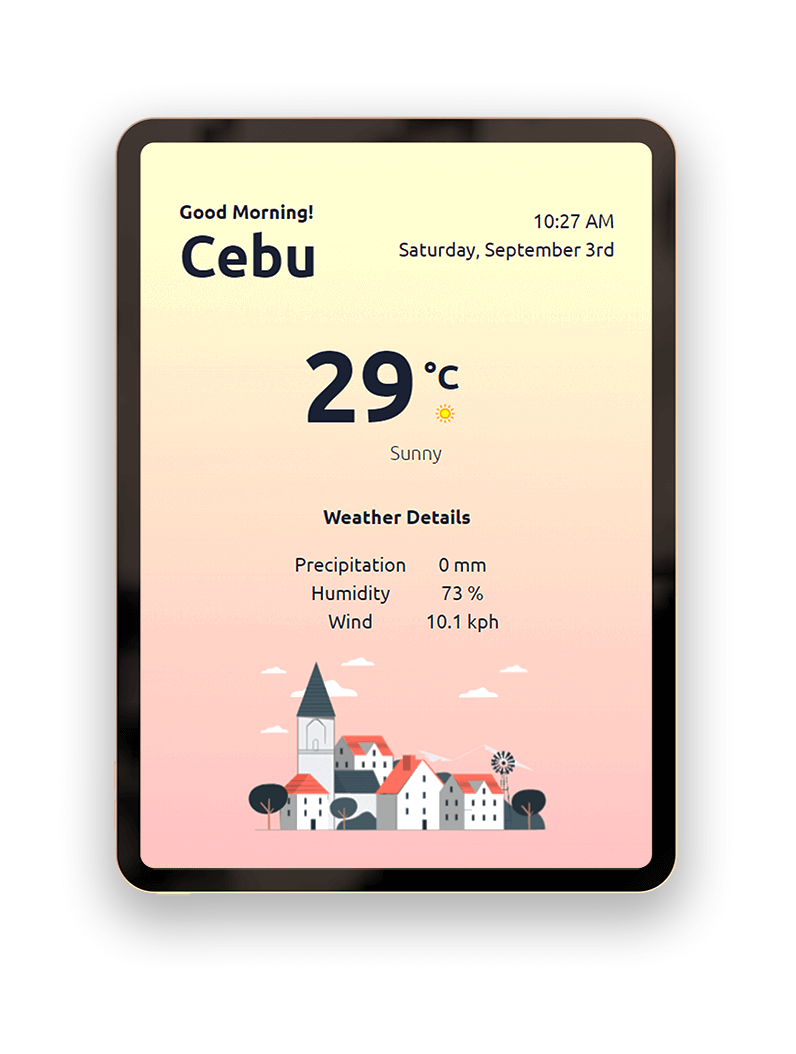 Good Morning!
Cebu
10:27 AM
Saturday, September 3rd
29 °C
Sunny
Weather Details
Precipitation 0 mm
Humidity 73 %
Wind 10.1 kph